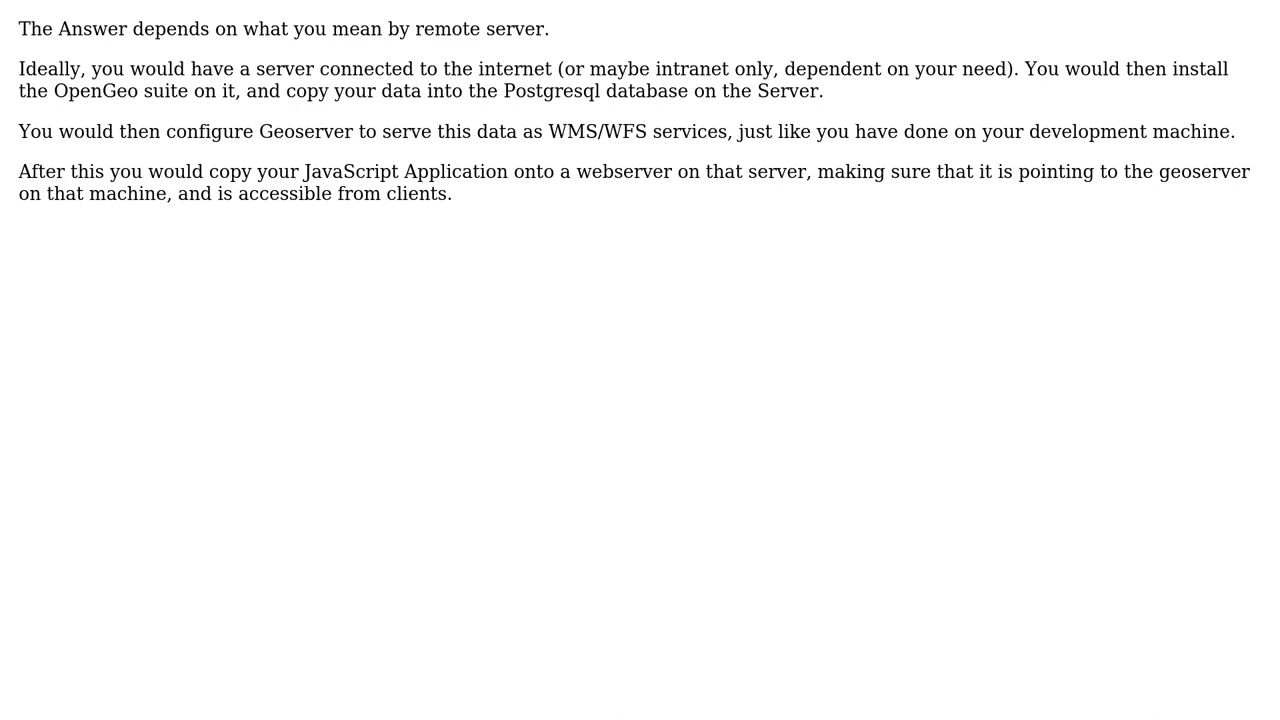 The Answer depends on what you mean by remote server.
Ideally, you would have a server connected to the internet (or maybe intranet only, dependent on your need). You would then install
the OpenGeo suite on it, and copy your data into the Postgresql database on the Server.
You would then configure Geoserver to serve this data as WMS/WFS services, just like you have done on your development machine.
After this you would copy your JavaScript Application onto a webserver on that server, making sure that it is pointing to the geoserver
on that machine, and is accessible from clients.